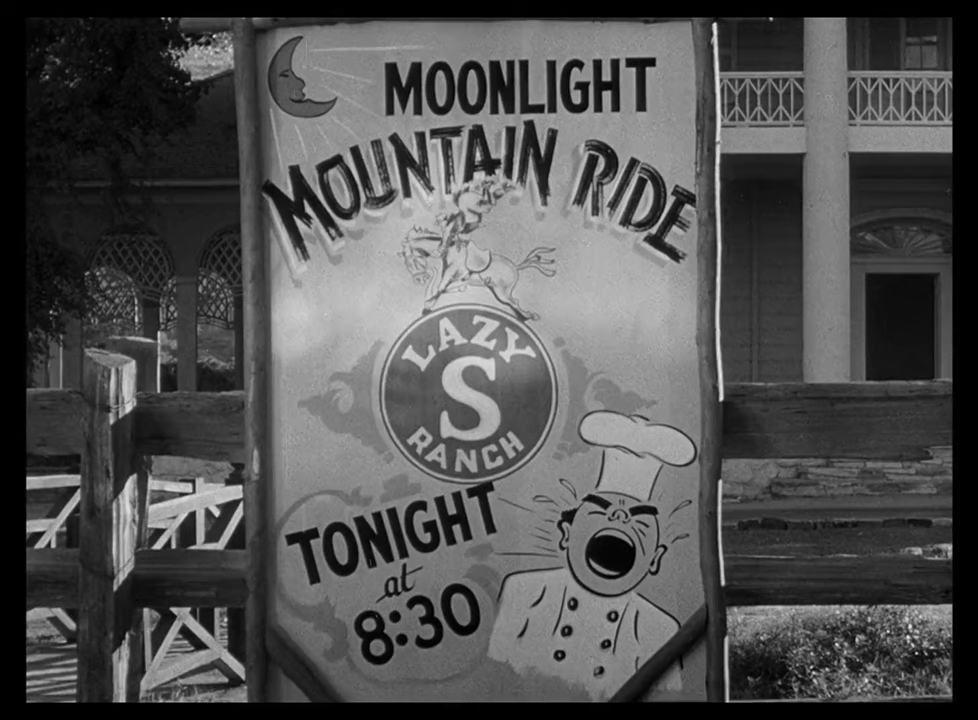 MOONLIGHT
MOUNTAIN RIDE
LAZY
S
RANCH
TONIGHT
at
8:30